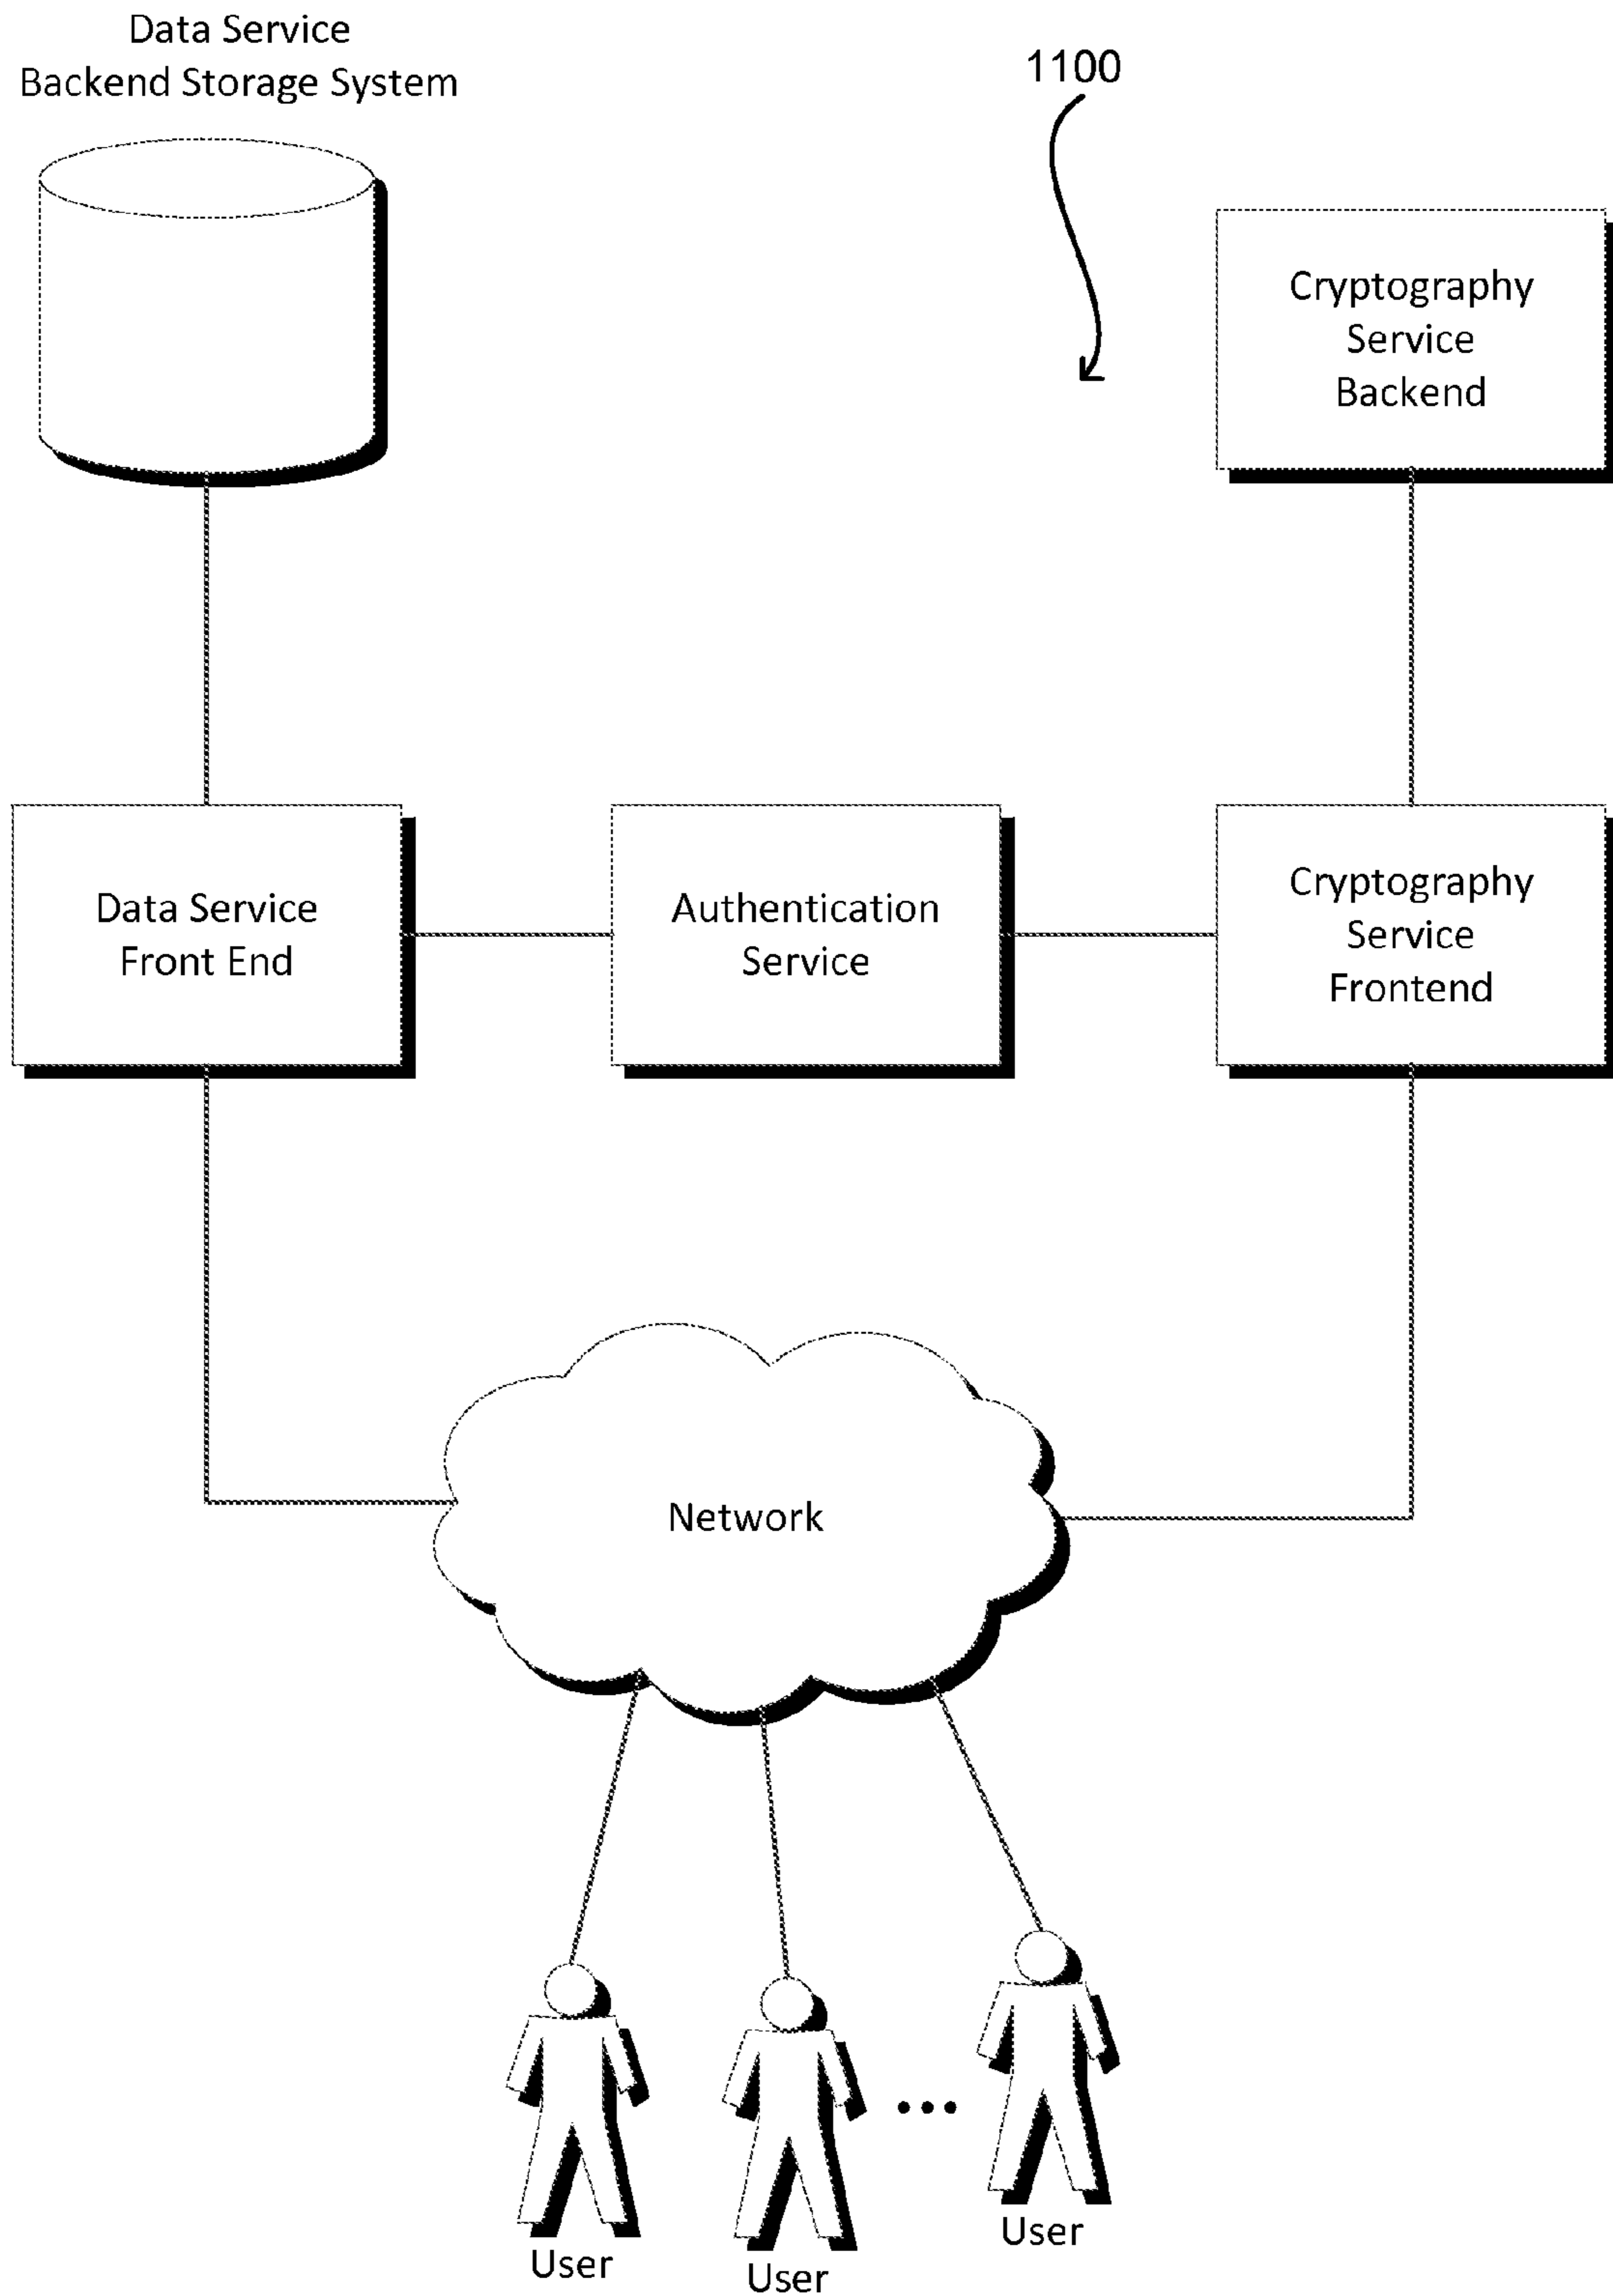 Data Service
Backend Storage System
1100
Cryptography
Service
Backend
Data Service
Front End
Authentication
Service
Cryptography
Service
Frontend
Network
User
User
User